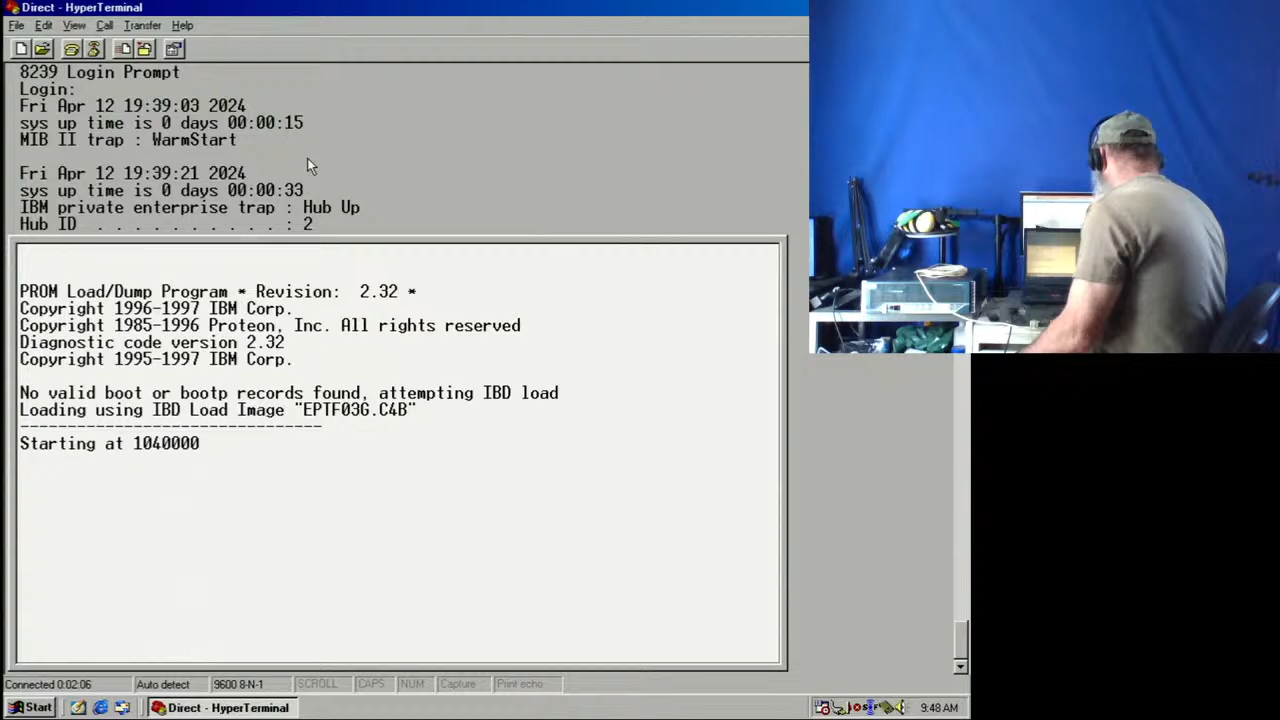 Direct - HyperTerminal
File Edit View Call Transfer Help
8239 Login Prompt
Login:
Fri Apr 12 19:39:03 2024
sys up time is 0 days 00:00:15
MIB II trap : WarmStart
Fri Apr 12 19:39:21 2024
sys up time is 0 days 00:00:33
IBM private enterprise trap : Hub Up
Hub ID . . . . . . . . . . . : 2
PROM Load/Dump Program * Revision: 2.32 *
Copyright 1996-1997 IBM Corp.
Copyright 1985-1996 Proteon, Inc. All rights reserved
Diagnostic code version 2.32
Copyright 1995-1997 IBM Corp.
No valid boot or bootp records found, attempting IBD load
Loading using IBD Load Image "EPTF03G.C4B"
--------------------------------
Starting at 1040000
Connected 0:02:06 Auto detect 9600 8-N-1 SCROLL CAPS NUM Capture Print echo
Start Direct - HyperTerminal 9:48 AM